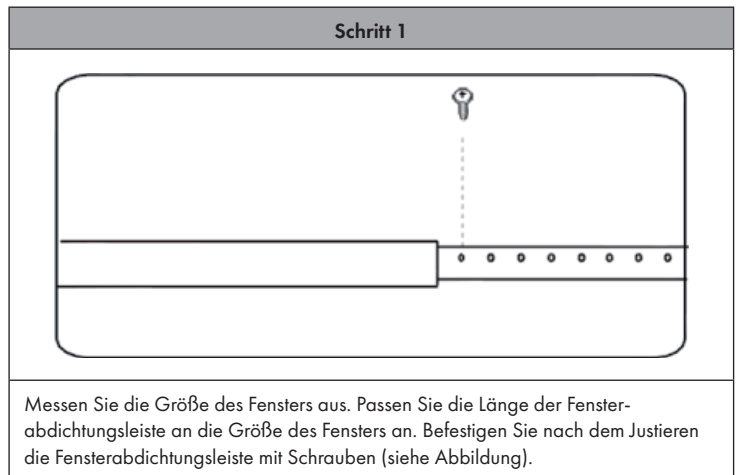 Schritt 1
Messen Sie die Größe des Fensters aus. Passen Sie die Länge der Fenster-
abdichtungsleiste an die Größe des Fensters an. Befestigen Sie nach dem Justieren
die Fensterabdichtungsleiste mit Schrauben (siehe Abbildung).